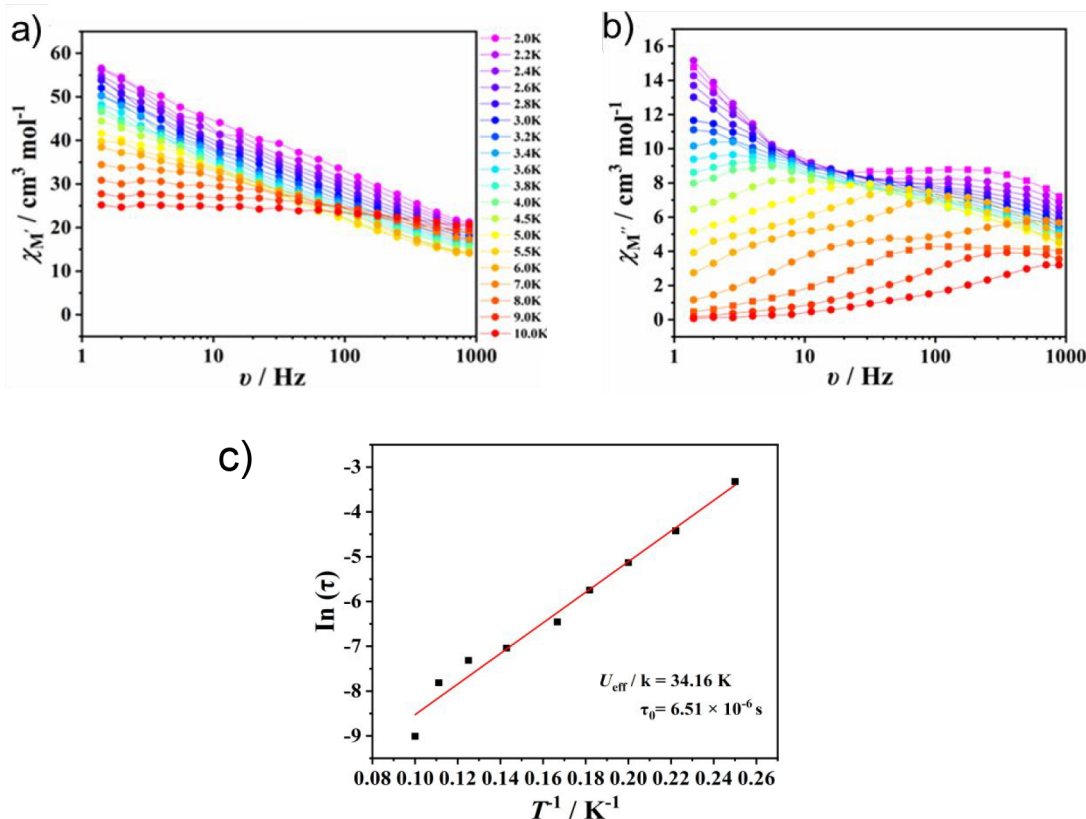 a)
χM′ / cm³ mol⁻¹
60
50
40
30
20
10
0
1
10
100
1000
υ / Hz
2.0K
2.2K
2.4K
2.6K
2.8K
3.0K
3.2K
3.4K
3.6K
3.8K
4.0K
4.5K
5.0K
5.5K
6.0K
7.0K
8.0K
9.0K
10.0K
b)
χM″ / cm³ mol⁻¹
16
14
12
10
8
6
4
2
0
1
10
100
1000
υ / Hz
c)
In (τ)
-3
-4
-5
-6
-7
-8
-9
Ueff / k = 34.16 K
τ₀= 6.51 × 10⁻⁶ s
0.08 0.10 0.12 0.14 0.16 0.18 0.20 0.22 0.24 0.26
T⁻¹ / K⁻¹